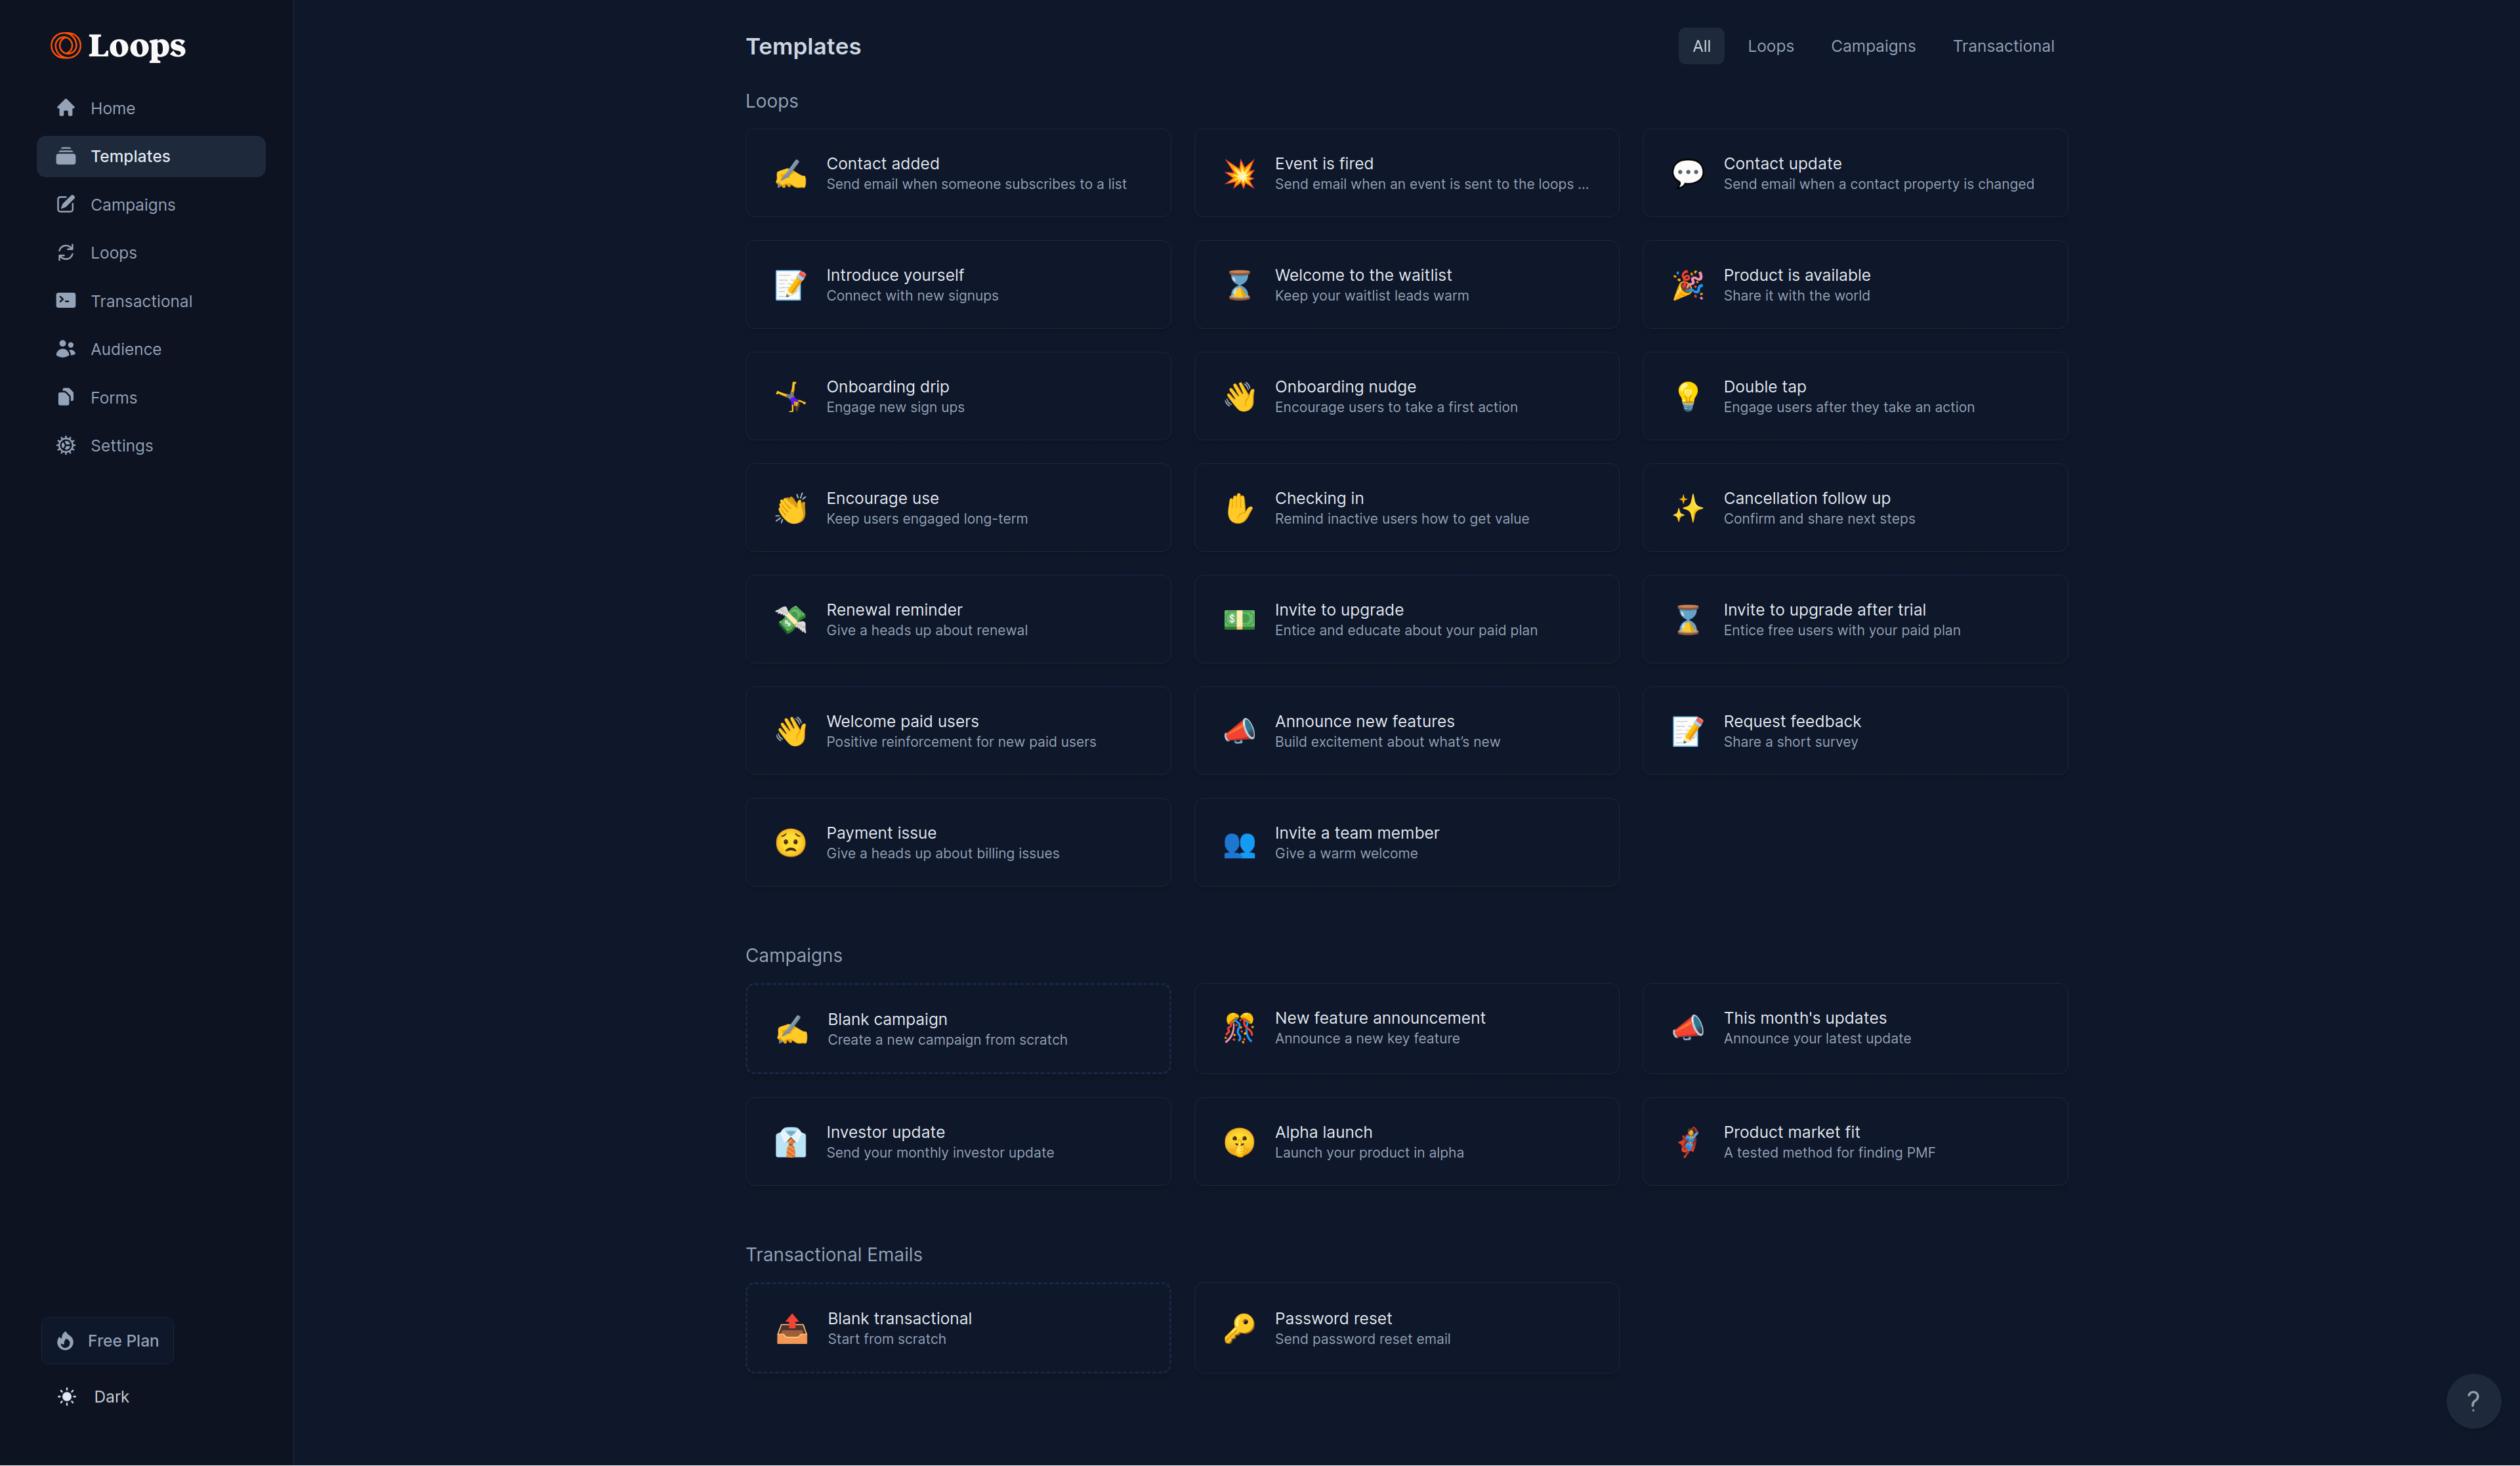 Loops
Home
Templates
Campaigns
Loops
Transactional
Audience
Forms
Settings
Free Plan
Dark
Templates
All
Loops
Campaigns
Transactional
Loops
Contact added
Send email when someone subscribes to a list
Event is fired
Send email when an event is sent to the loops ...
Contact update
Send email when a contact property is changed
Introduce yourself
Connect with new signups
Welcome to the waitlist
Keep your waitlist leads warm
Product is available
Share it with the world
Onboarding drip
Engage new sign ups
Onboarding nudge
Encourage users to take a first action
Double tap
Engage users after they take an action
Encourage use
Keep users engaged long-term
Checking in
Remind inactive users how to get value
Cancellation follow up
Confirm and share next steps
Renewal reminder
Give a heads up about renewal
Invite to upgrade
Entice and educate about your paid plan
Invite to upgrade after trial
Entice free users with your paid plan
Welcome paid users
Positive reinforcement for new paid users
Announce new features
Build excitement about what’s new
Request feedback
Share a short survey
Payment issue
Give a heads up about billing issues
Invite a team member
Give a warm welcome
Campaigns
Blank campaign
Create a new campaign from scratch
New feature announcement
Announce a new key feature
This month's updates
Announce your latest update
Investor update
Send your monthly investor update
Alpha launch
Launch your product in alpha
Product market fit
A tested method for finding PMF
Transactional Emails
Blank transactional
Start from scratch
Password reset
Send password reset email
?